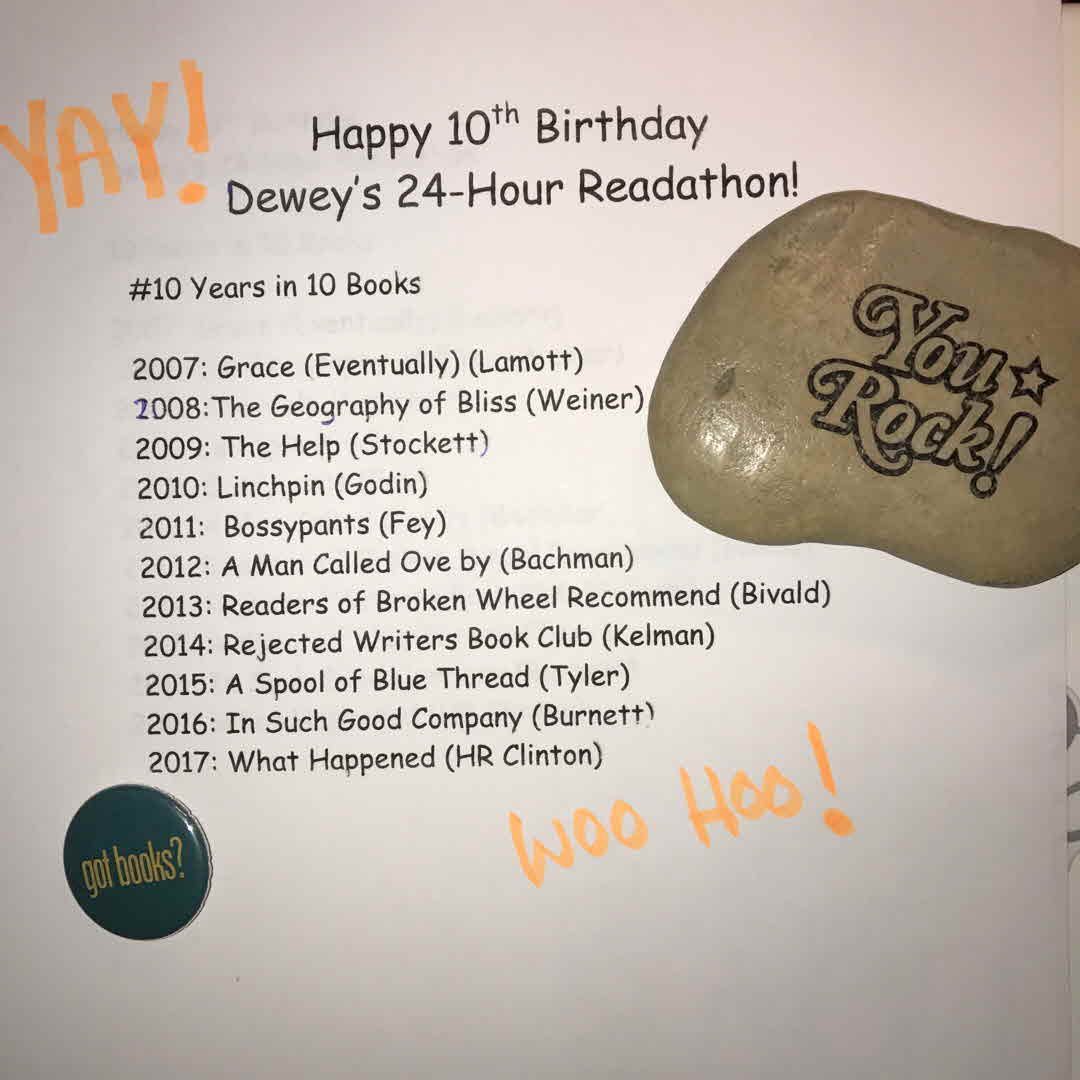 YAY!
Happy 10th Birthday
Dewey's 24-Hour Readathon!
#10 Years in 10 Books
2007: Grace (Eventually) (Lamott)
2008:The Geography of Bliss (Weiner)
2009: The Help (Stockett)
2010: Linchpin (Godin)
2011: Bossypants (Fey)
2012: A Man Called Ove by (Bachman)
2013: Readers of Broken Wheel Recommend (Bivald)
2014: Rejected Writers Book Club (Kelman)
2015: A Spool of Blue Thread (Tyler)
2016: In Such Good Company (Burnett)
2017: What Happened (HR Clinton)
You
Rock!
WOO HOO!
got books?